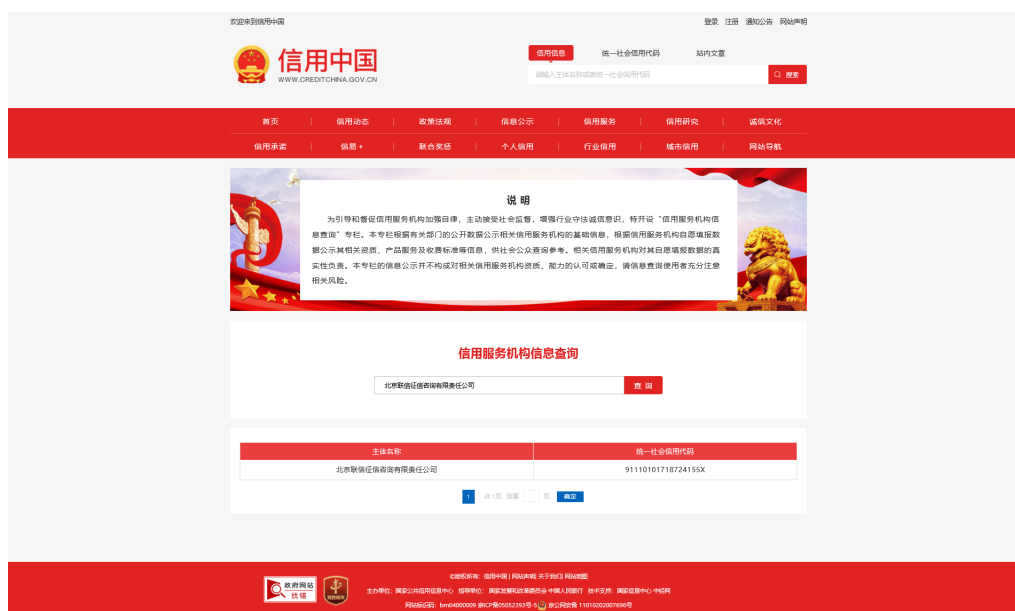 欢迎来到信用中国
登录 注册 通知公告 网站声明
信用中国
WWW.CREDITCHINA.GOV.CN
信用信息 统一社会信用代码 站内文章
请输入主体名称或者统一社会信用代码 搜索
首页 信用动态 政策法规 信息公示 信用服务 信用研究 诚信文化
信用承诺 信易+ 联合奖惩 个人信用 行业信用 城市信用 网站导航
说 明
为引导和督促信用服务机构加强自律，主动接受社会监督，增强行业守法诚信意识，特开设“信用服务机构信
息查询”专栏。本专栏根据有关部门的公开数据公示相关信用服务机构的基础信息，根据信用服务机构自愿填报数
据公示其相关资质、产品服务及收费标准等信息，供社会公众查询参考。相关信用服务机构对其自愿填报数据的真
实性负责。本专栏的信息公示并不构成对相关信用服务机构资质、能力的认可或确定，请信息查询使用者充分注意
相关风险。
信用服务机构信息查询
北京联信征信咨询有限责任公司 查 询
主体名称 统一社会信用代码
北京联信征信咨询有限责任公司 91110101718724155X
1 共1页 到第 页 确定
政府网站
找错
©版权所有：信用中国 | 网站声明| 关于我们| 网站地图
主办单位：国家公共信用信息中心 指导单位：国家发展和改革委员会 中国人民银行 技术支持：国家信息中心 中经网
网站标识码：bm04000009 京ICP备05052393号-5 京公网安备 11010202007696号